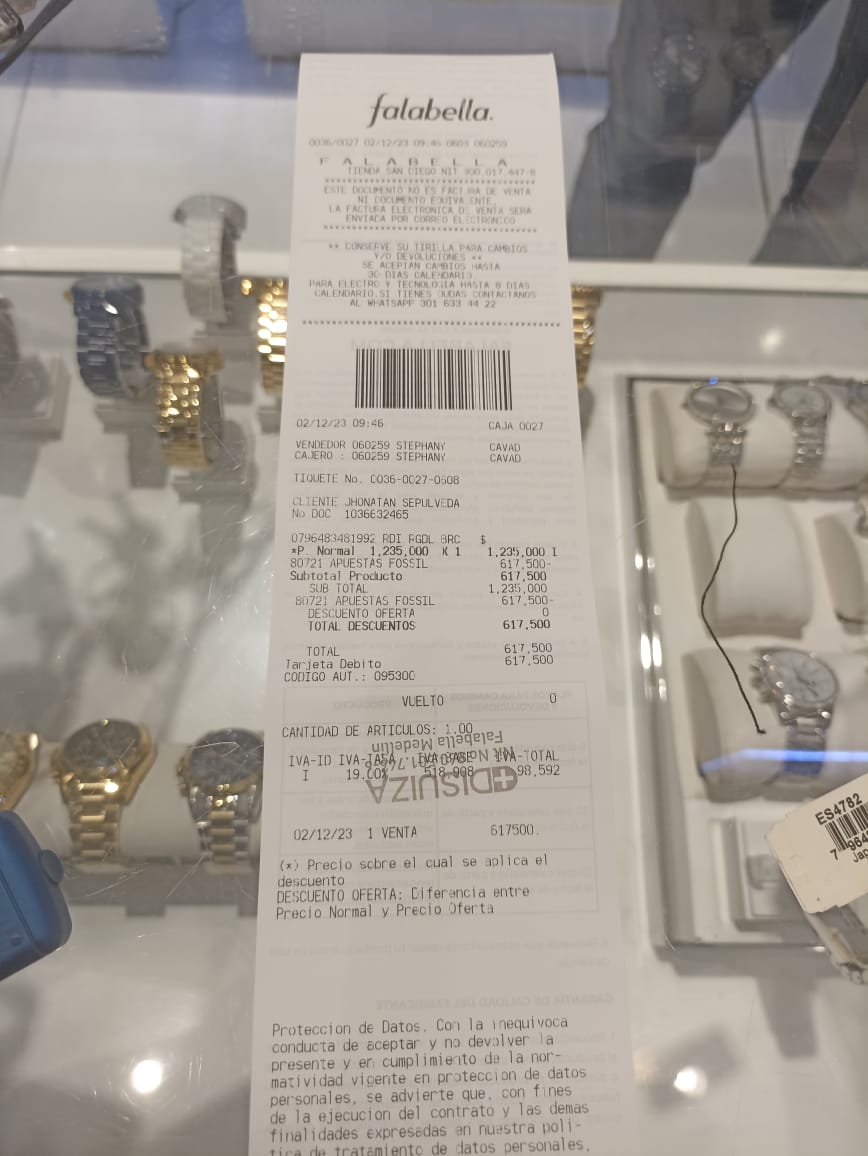 falabella.
0036/0027 02/12/23 09:46 0608 060259
F A L A B E L L A
TIENDA SAN DIEGO NIT 900.017.447-8
ESTE DOCUMENTO NO ES FACTURA DE VENTA
NI DOCUMENTO EQUIVALENTE,
LA FACTURA ELECTRONICA DE VENTA SERA
ENVIADA POR CORREO ELECTRONICO
** CONSERVE SU TIRILLA PARA CAMBIOS
Y/O DEVOLUCIONES **
SE ACEPTAN CAMBIOS HASTA
30 DIAS CALENDARIO
PARA ELECTRO Y TECNOLOGIA HASTA 8 DIAS
CALENDARIO.SI TIENES DUDAS CONTACTANOS
AL WHATSAPP 301 633 44 22
02/12/23 09:46 CAJA 0027
VENDEDOR 060259 STEPHANY CAVAD
CAJERO : 060259 STEPHANY CAVAD
TIQUETE No. 0036-0027-0608
CLIENTE JHONATAN SEPULVEDA
No DOC 1036632465
0796483481992 RDI RGDL BRC $
*P. Normal 1,235,000 K 1 1,235,000 I
80721 APUESTAS FOSSIL 617,500-
Subtotal Producto 617,500
SUB TOTAL 1,235,000
80721 APUESTAS FOSSIL 617,500-
DESCUENTO OFERTA 0
TOTAL DESCUENTOS 617,500
TOTAL 617,500
Tarjeta Debito 617,500
CODIGO AUT.: 095300
VUELTO 0
CANTIDAD DE ARTICULOS: 1.00
IVA-ID IVA-TASA IVA-BASE IVA-TOTAL
I 19.00% 518,908 98,592
Falabella Medellin
DISUIZA
02/12/23 1 VENTA 617500.
(*) Precio sobre el cual se aplica el
descuento
DESCUENTO OFERTA: Diferencia entre
Precio Normal y Precio Oferta
Proteccion de Datos. Con la inequivoca
conducta de aceptar y no devolver la
presente y en cumplimiento de la nor-
matividad vigente en proteccion de datos
personales, se advierte que, con fines
de la ejecucion del contrato y las demas
finalidades expresadas en nuestra poli-
tica de tratamiento de datos personales,
ES4782